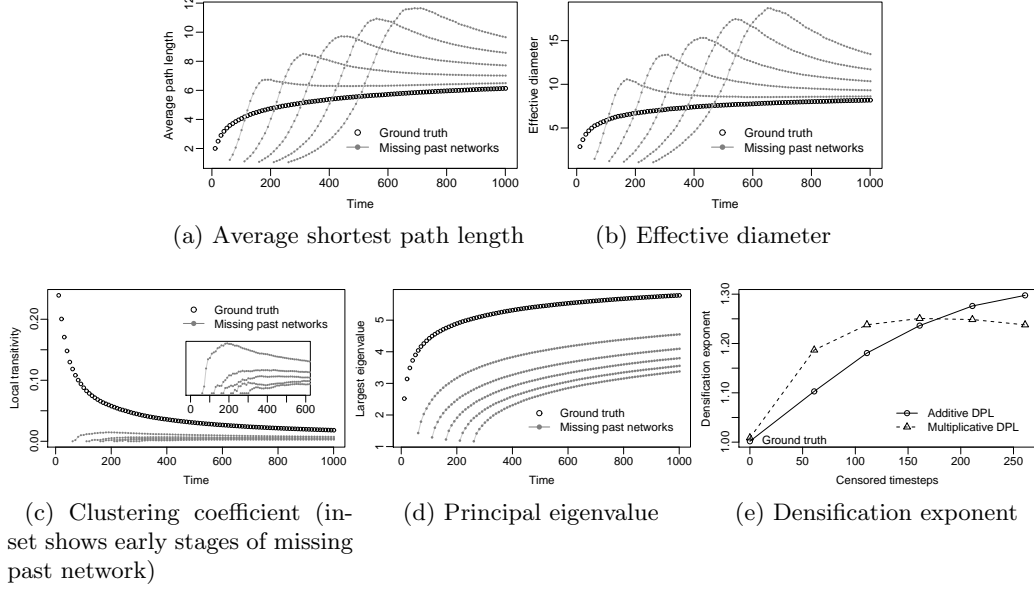 12
10
8
6
4
2
Average path length
Ground truth
Missing past networks
0 200 400 600 800 1000
Time
(a) Average shortest path length
15
10
5
Effective diameter
Ground truth
Missing past networks
0 200 400 600 800 1000
Time
(b) Effective diameter
0.20
0.10
0.00
Local transitivity
Ground truth
Missing past networks
0 200 400 600
0 200 400 600 800 1000
Time
(c) Clustering coefficient (in-
set shows early stages of missing
past network)
5
4
3
2
1
Largest eigenvalue
Ground truth
Missing past networks
0 200 400 600 800 1000
Time
(d) Principal eigenvalue
1.30
1.20
1.10
1.00
Densification exponent
Additive DPL
Multiplicative DPL
Ground truth
0 50 100 150 200 250
Censored timesteps
(e) Densification exponent